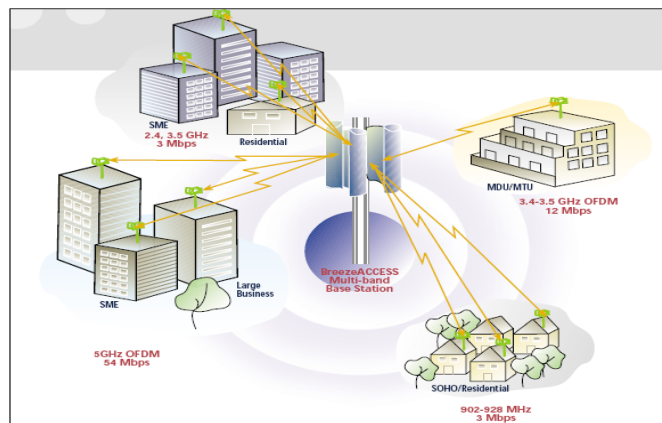 SME
2.4, 3.5 GHz
3 Mbps
Residential
MDU/MTU
3.4-3.5 GHz OFDM
12 Mbps
BreezeACCESS
Multi-band
Base Station
Large
Business
SME
5GHz OFDM
54 Mbps
SOHO/Residential
902-928 MHz
3 Mbps